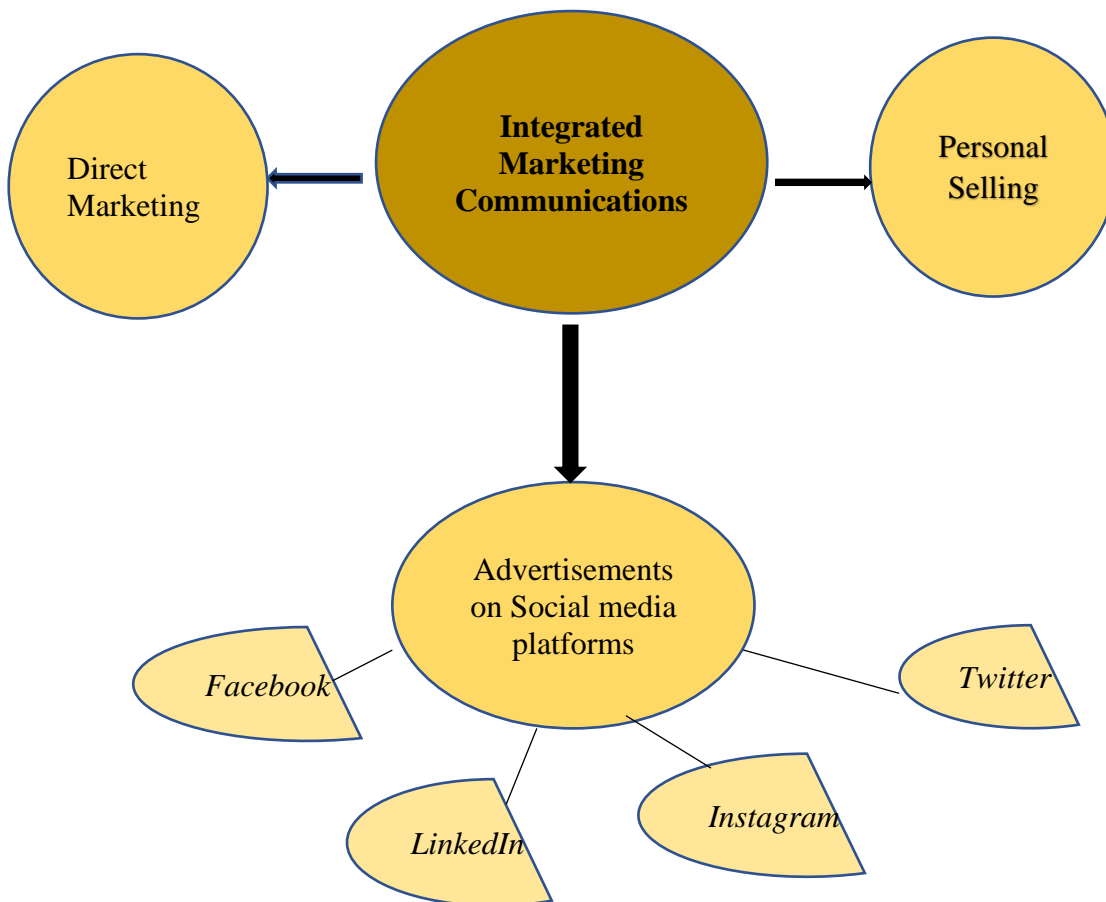 Integrated
Marketing
Communications
Direct
Marketing
Personal
Selling
Advertisements
on Social media
platforms
Facebook
Twitter
LinkedIn
Instagram